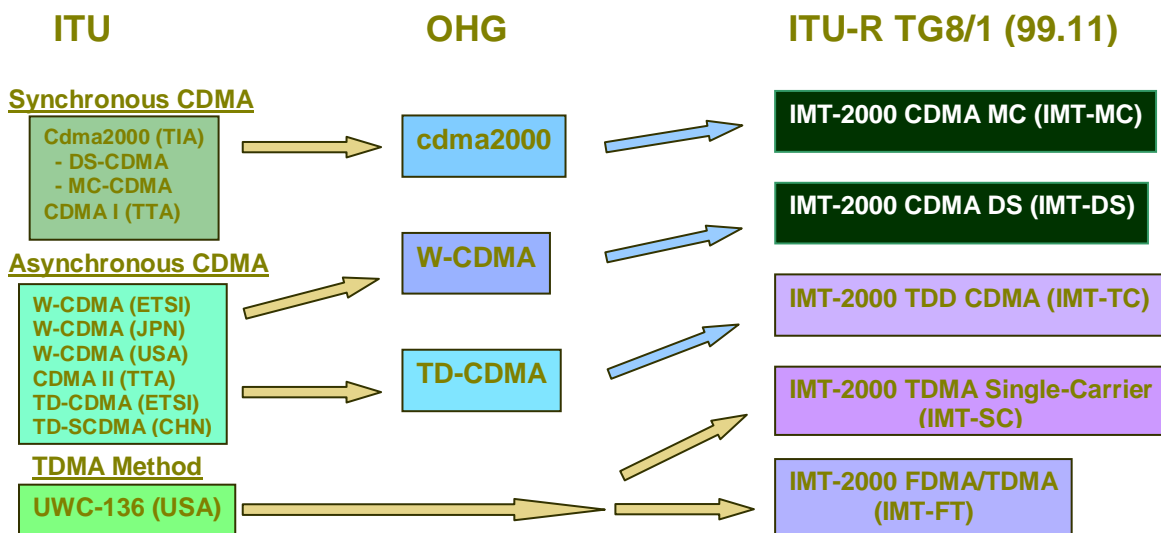 ITU
OHG
ITU-R TG8/1 (99.11)
Synchronous CDMA
Cdma2000 (TIA)
- DS-CDMA
- MC-CDMA
CDMA I (TTA)
cdma2000
IMT-2000 CDMA MC (IMT-MC)
IMT-2000 CDMA DS (IMT-DS)
Asynchronous CDMA
W-CDMA (ETSI)
W-CDMA (JPN)
W-CDMA (USA)
CDMA II (TTA)
TD-CDMA (ETSI)
TD-SCDMA (CHN)
W-CDMA
TD-CDMA
IMT-2000 TDD CDMA (IMT-TC)
IMT-2000 TDMA Single-Carrier
(IMT-SC)
TDMA Method
UWC-136 (USA)
IMT-2000 FDMA/TDMA
(IMT-FT)